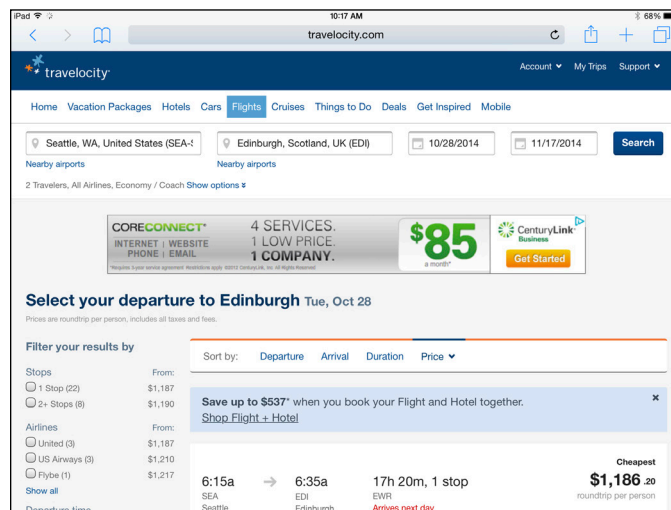 iPad 10:17 AM 68%
travelocity.com
travelocity
Account My Trips Support
Home Vacation Packages Hotels Cars Flights Cruises Things to Do Deals Get Inspired Mobile
Seattle, WA, United States (SEA-S Edinburgh, Scotland, UK (EDI) 10/28/2014 11/17/2014 Search
Nearby airports Nearby airports
2 Travelers, All Airlines, Economy / Coach Show options
CORECONNECT*
INTERNET | WEBSITE
PHONE | EMAIL
4 SERVICES.
1 LOW PRICE.
1 COMPANY.
$85
a month*
CenturyLink
Business
Get Started
Select your departure to Edinburgh Tue, Oct 28
Prices are roundtrip per person, includes all taxes and fees.
Filter your results by
Stops From:
1 Stop (22) $1,187
2+ Stops (8) $1,190
Airlines From:
United (3) $1,187
US Airways (3) $1,210
Flybe (1) $1,217
Show all
Departure time
Sort by: Departure Arrival Duration Price
Save up to $537* when you book your Flight and Hotel together. ×
Shop Flight + Hotel
Cheapest
6:15a → 6:35a 17h 20m, 1 stop $1,186.20
SEA EDI EWR roundtrip per person
Seattle Edinburgh Arrives next day